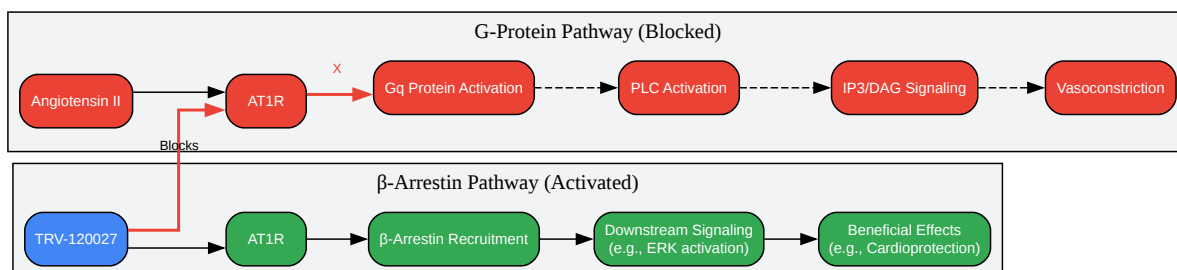 G-Protein Pathway (Blocked)
X
Angiotensin II
AT1R
Gq Protein Activation
PLC Activation
IP3/DAG Signaling
Vasoconstriction
Blocks
β-Arrestin Pathway (Activated)
TRV-120027
AT1R
β-Arrestin Recruitment
Downstream Signaling
(e.g., ERK activation)
Beneficial Effects
(e.g., Cardioprotection)